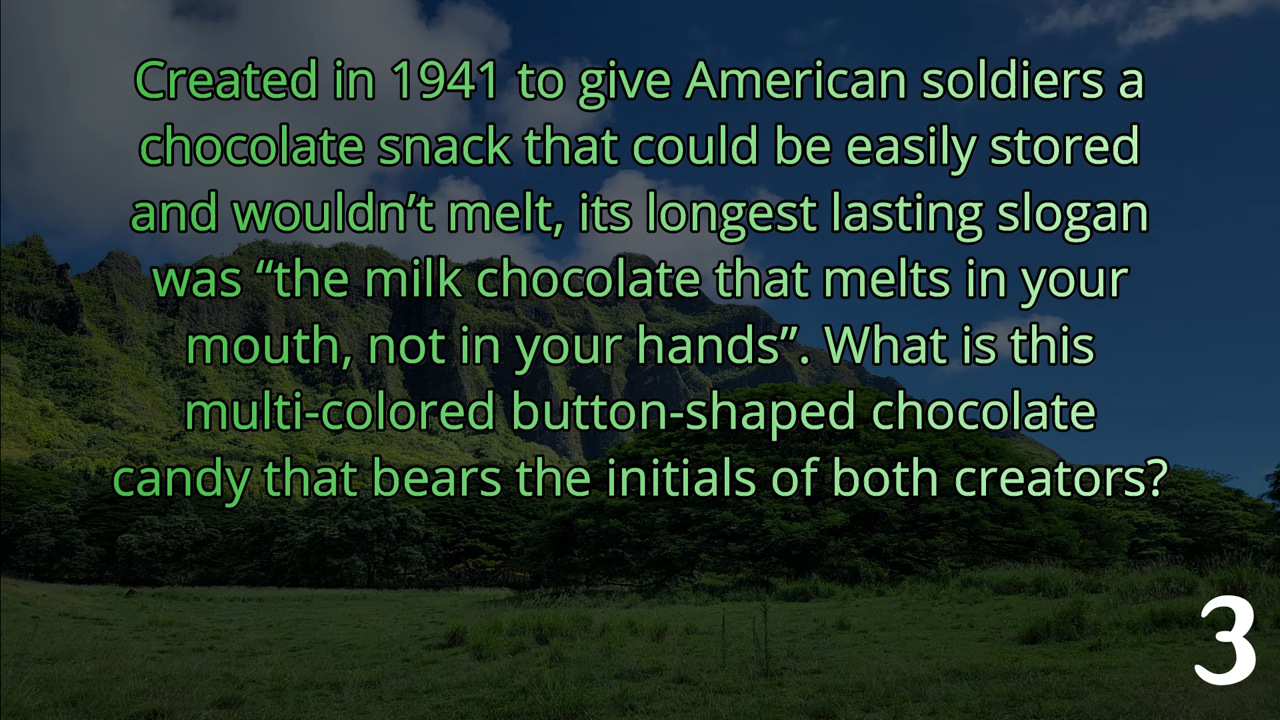 Created in 1941 to give American soldiers a
chocolate snack that could be easily stored
and wouldn’t melt, its longest lasting slogan
was “the milk chocolate that melts in your
mouth, not in your hands”. What is this
multi-colored button-shaped chocolate
candy that bears the initials of both creators?
3